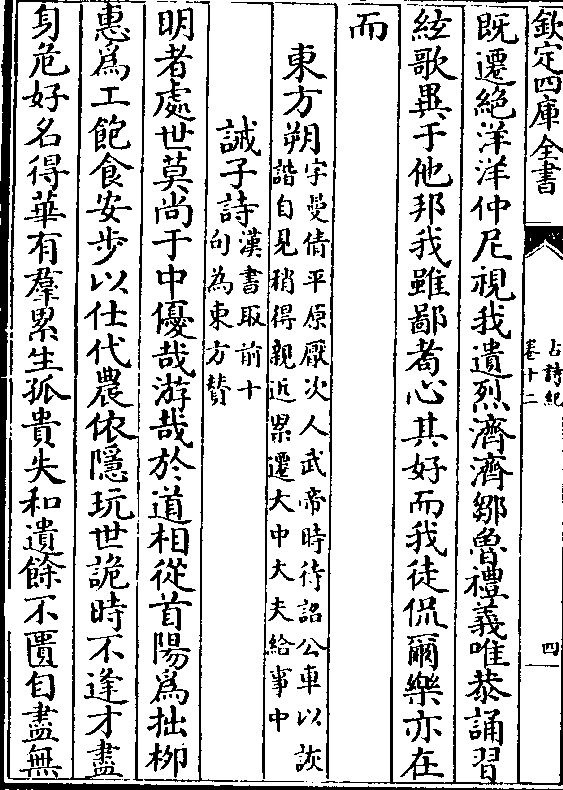 欽定四庫全書
古詩紀
卷十二
四
既遷絶洋洋仲尼視我遺烈濟濟鄒魯禮義唯恭誦習
絃歌異于他邦我雖鄙耉心其好而我徒侃爾樂亦在
而
東方朔
字曼倩平原厭次人武帝時待詔公車以詼
諧自見稍得親近累遷大中大夫給事中
誡子詩
漢書取前十
句為東方贊
明者處世莫尚于中優哉游哉於道相從首陽爲拙栁
惠爲工飽食安步以仕代農依隱玩世詭時不逢才盡
身危好名得華有羣累生孤貴失和遺餘不匱自盡無